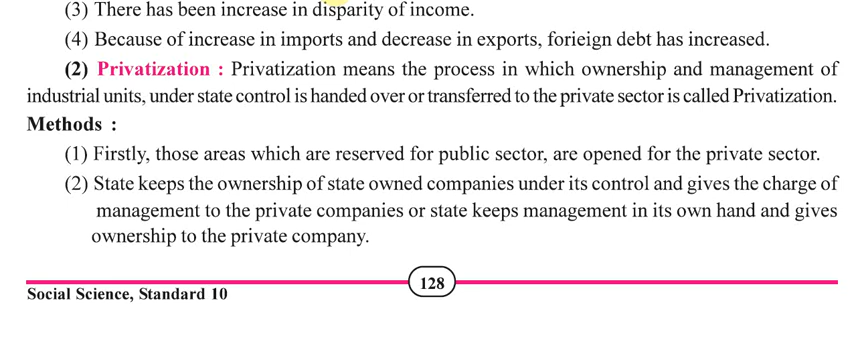 (3) There has been increase in disparity of income.
(4) Because of increase in imports and decrease in exports, forieign debt has increased.
(2) Privatization : Privatization means the process in which ownership and management of
industrial units, under state control is handed over or transferred to the private sector is called Privatization.
Methods :
(1) Firstly, those areas which are reserved for public sector, are opened for the private sector.
(2) State keeps the ownership of state owned companies under its control and gives the charge of
management to the private companies or state keeps management in its own hand and gives
ownership to the private company.
128
Social Science, Standard 10